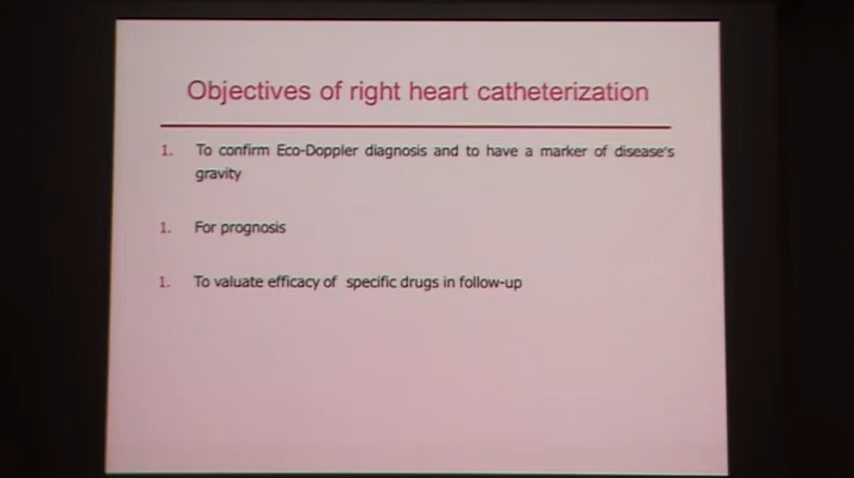 Objectives of right heart catheterization
1. To confirm Eco-Doppler diagnosis and to have a marker of disease's
gravity
1. For prognosis
1. To valuate efficacy of specific drugs in follow-up